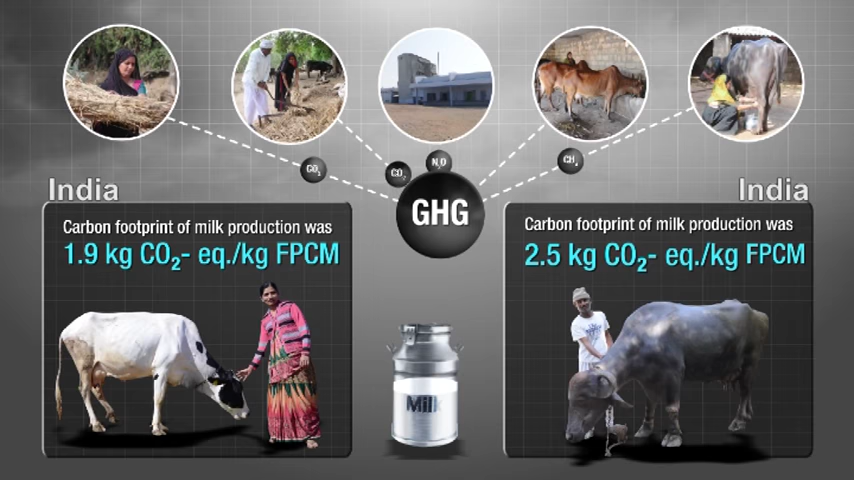 CO₂
CO₂
N₂O
CH₄
GHG
India
Carbon footprint of milk production was
1.9 kg CO₂- eq./kg FPCM
India
Carbon footprint of milk production was
2.5 kg CO₂- eq./kg FPCM
Milk